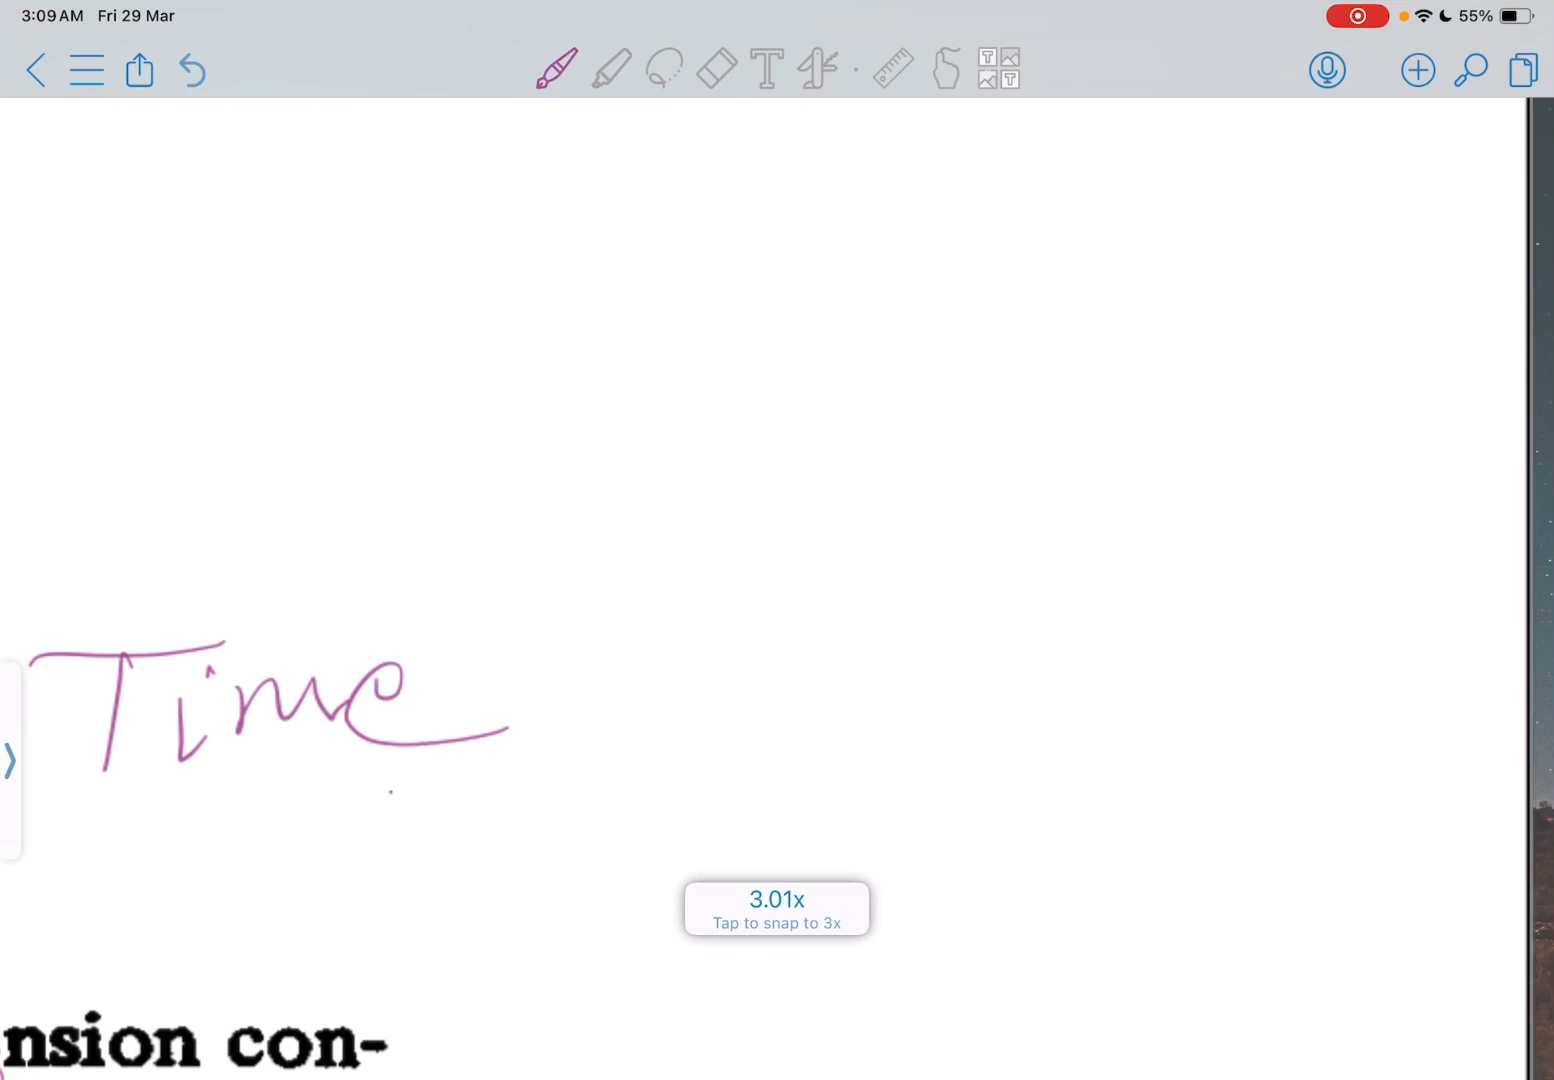 3:09 AM Fri 29 Mar
55%
Time
3.01x
Tap to snap to 3x
nsion con-